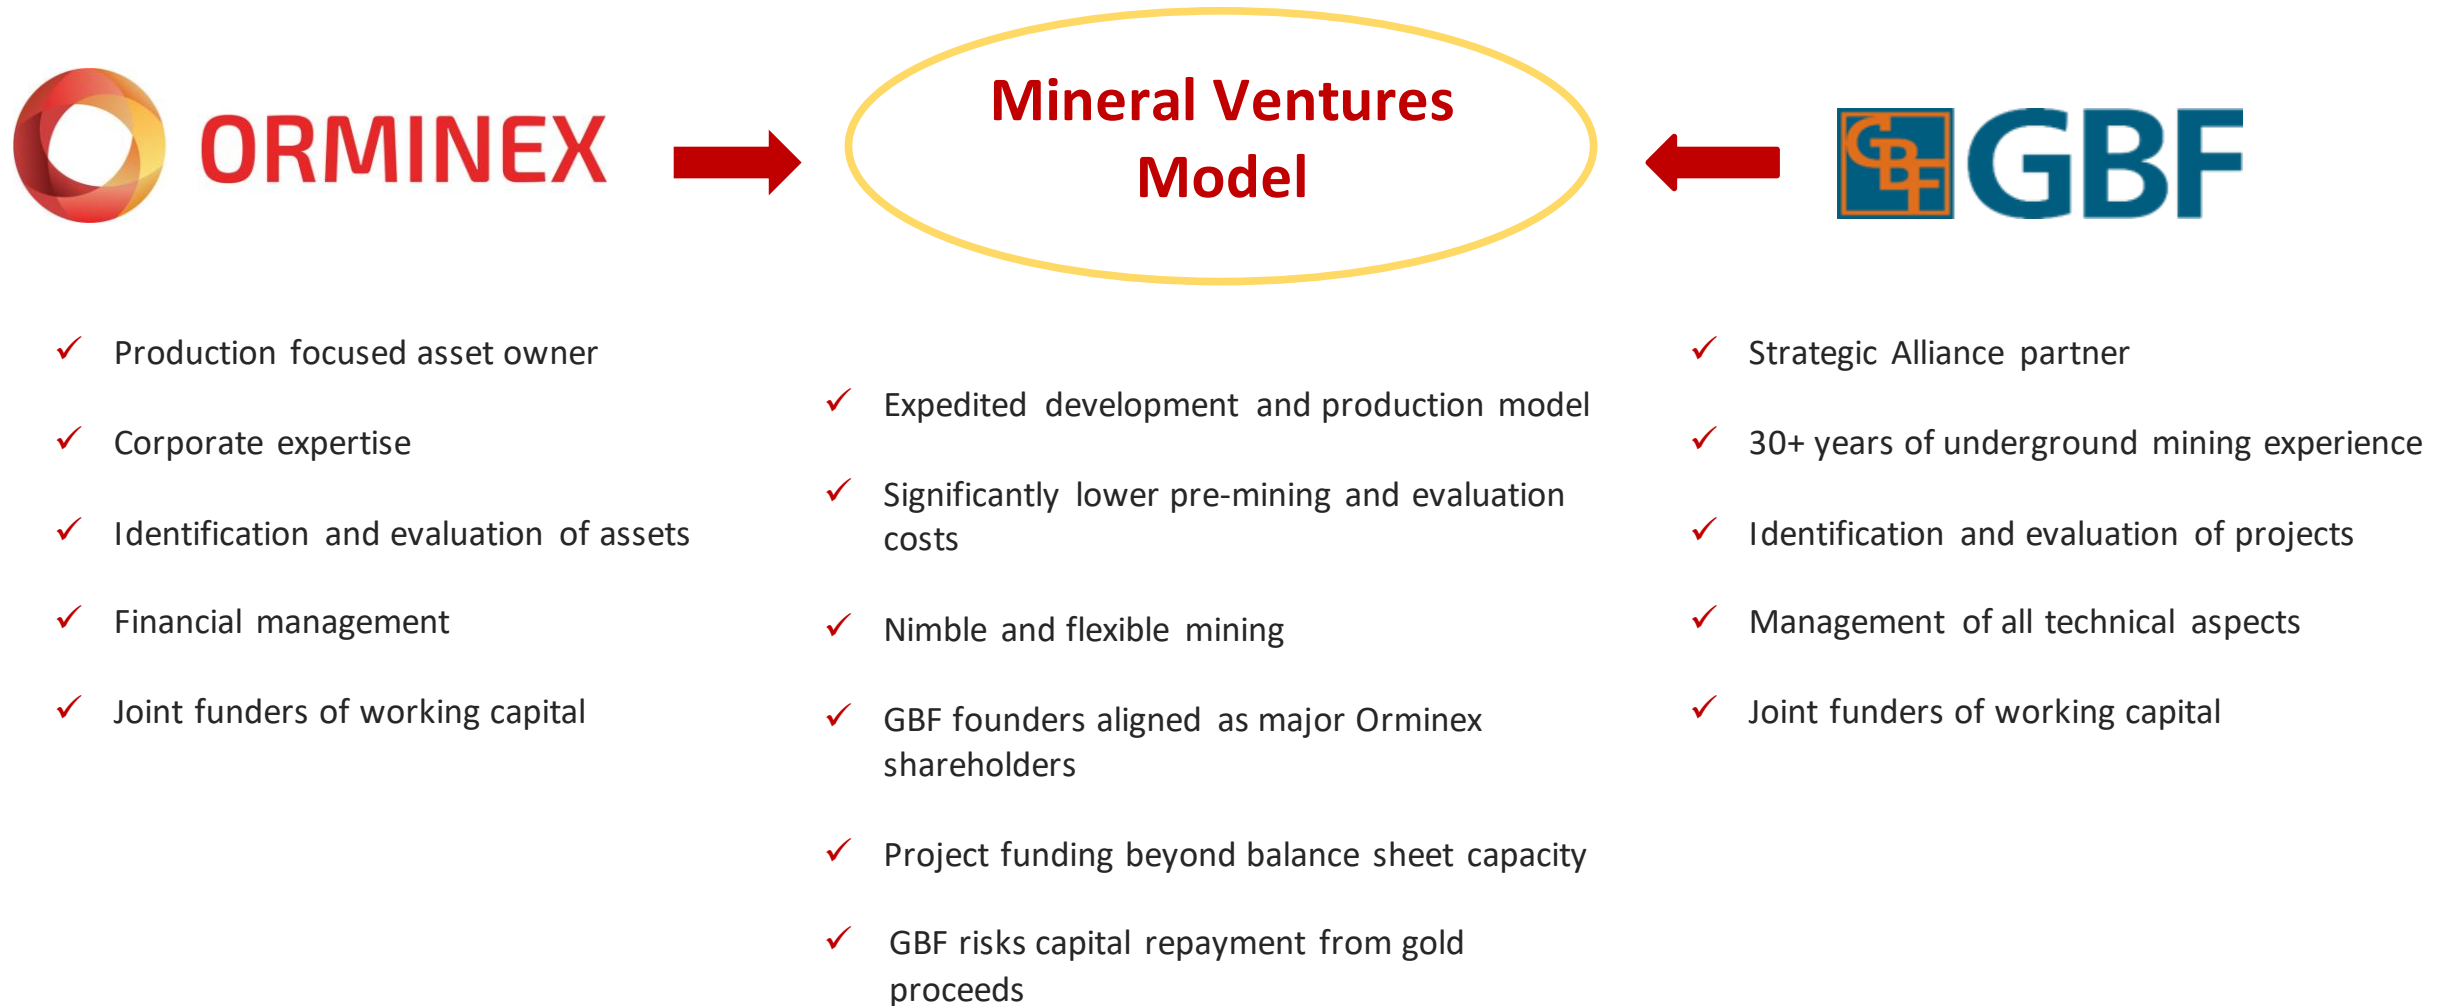 ORMINEX
Mineral Ventures
Model
GBF
GBF
Production focused asset owner
Corporate expertise
Identification and evaluation of assets
Financial management
Joint funders of working capital
Expedited development and production model
Significantly lower pre-mining and evaluation
costs
Nimble and flexible mining
GBF founders aligned as major Orminex
shareholders
Project funding beyond balance sheet capacity
GBF risks capital repayment from gold
proceeds
Strategic Alliance partner
30+ years of underground mining experience
Identification and evaluation of projects
Management of all technical aspects
Joint funders of working capital